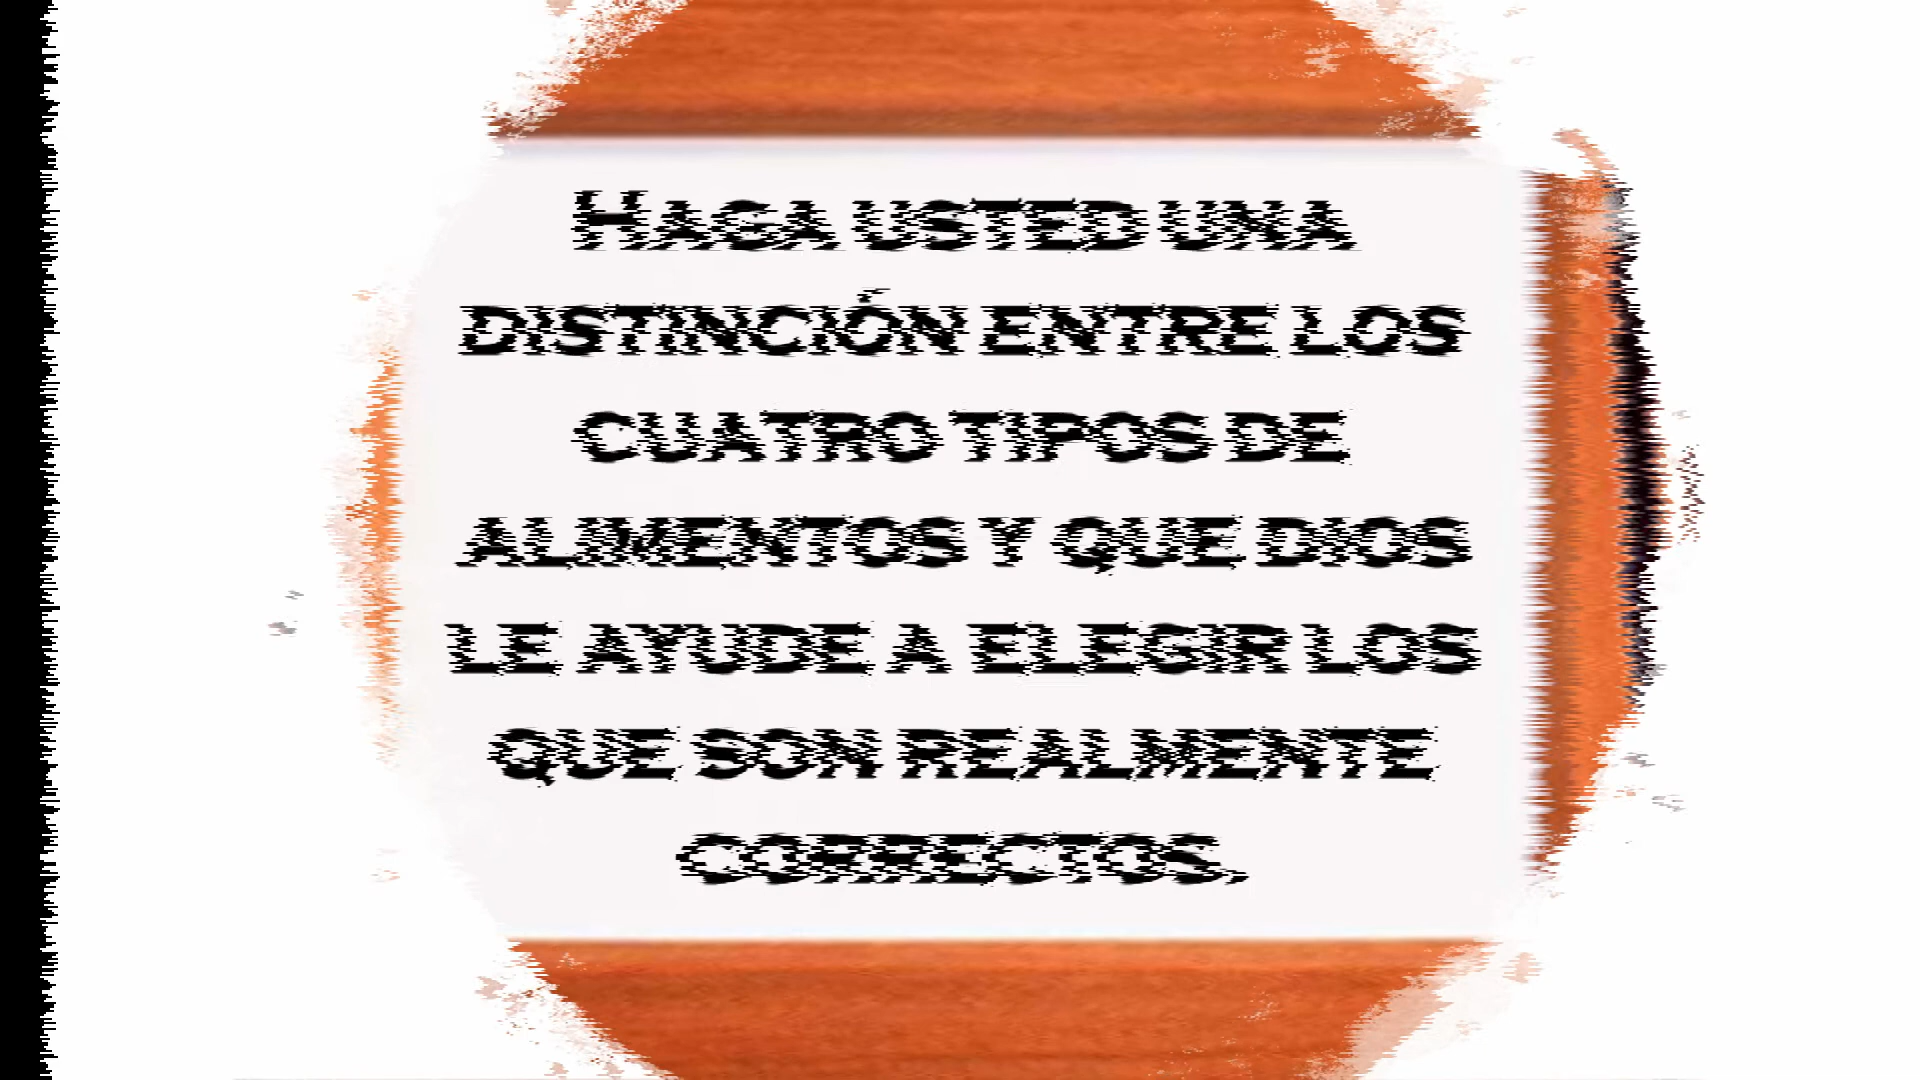 HAGA USTED UNA
DISTINCIÓN ENTRE LOS
CUATRO TIPOS DE
ALIMENTOS Y QUE DIOS
LE AYUDE A ELEGIR LOS
QUE SON REALMENTE
CORRECTOS,